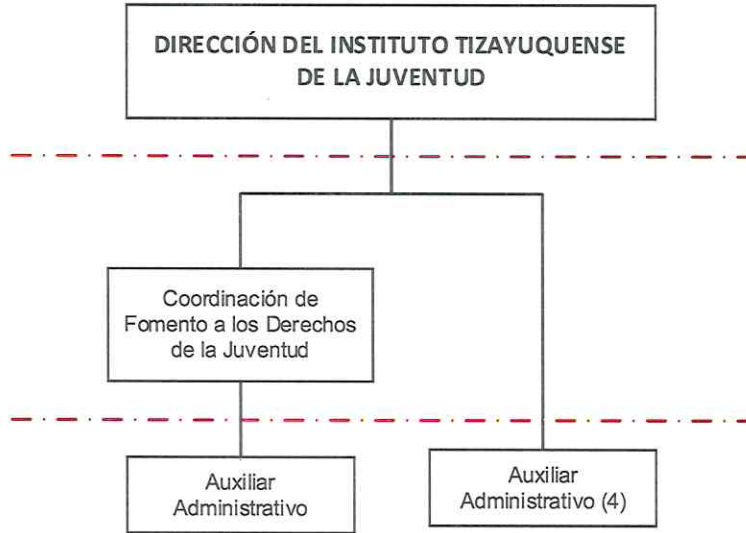 DIRECCIÓN DEL INSTITUTO TIZAYUQUENSE
DE LA JUVENTUD
Coordinación de
Fomento a los Derechos
de la Juventud
Auxiliar
Administrativo
Auxiliar
Administrativo (4)